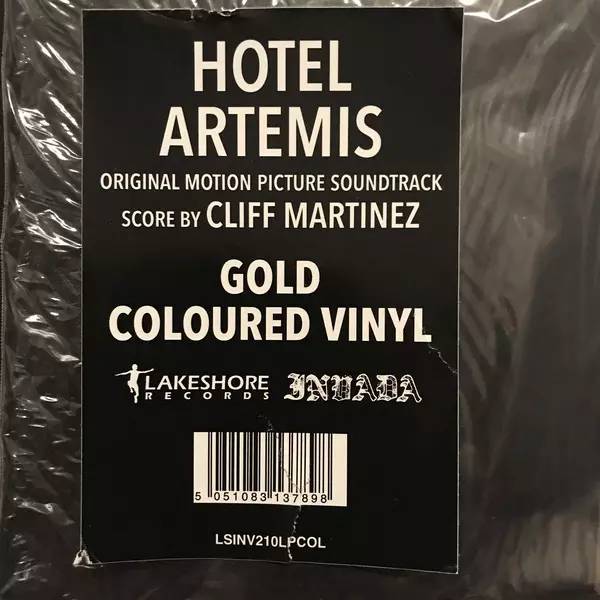 HOTEL
ARTEMIS
ORIGINAL MOTION PICTURE SOUNDTRACK
SCORE BY CLIFF MARTINEZ
GOLD
COLOURED VINYL
LAKESHORE RECORDS INVADA
5 051083 137898
LSINV210LPCOL